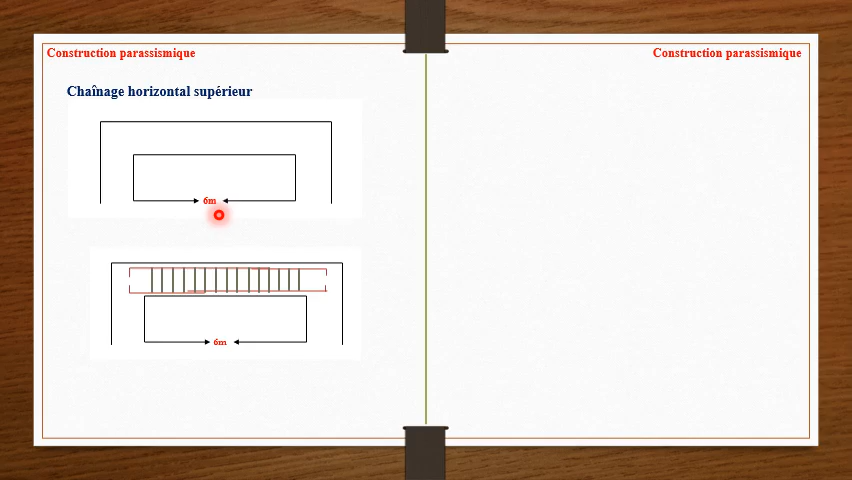 Construction parassismique
Construction parassismique
Chaînage horizontal supérieur
6m
6m